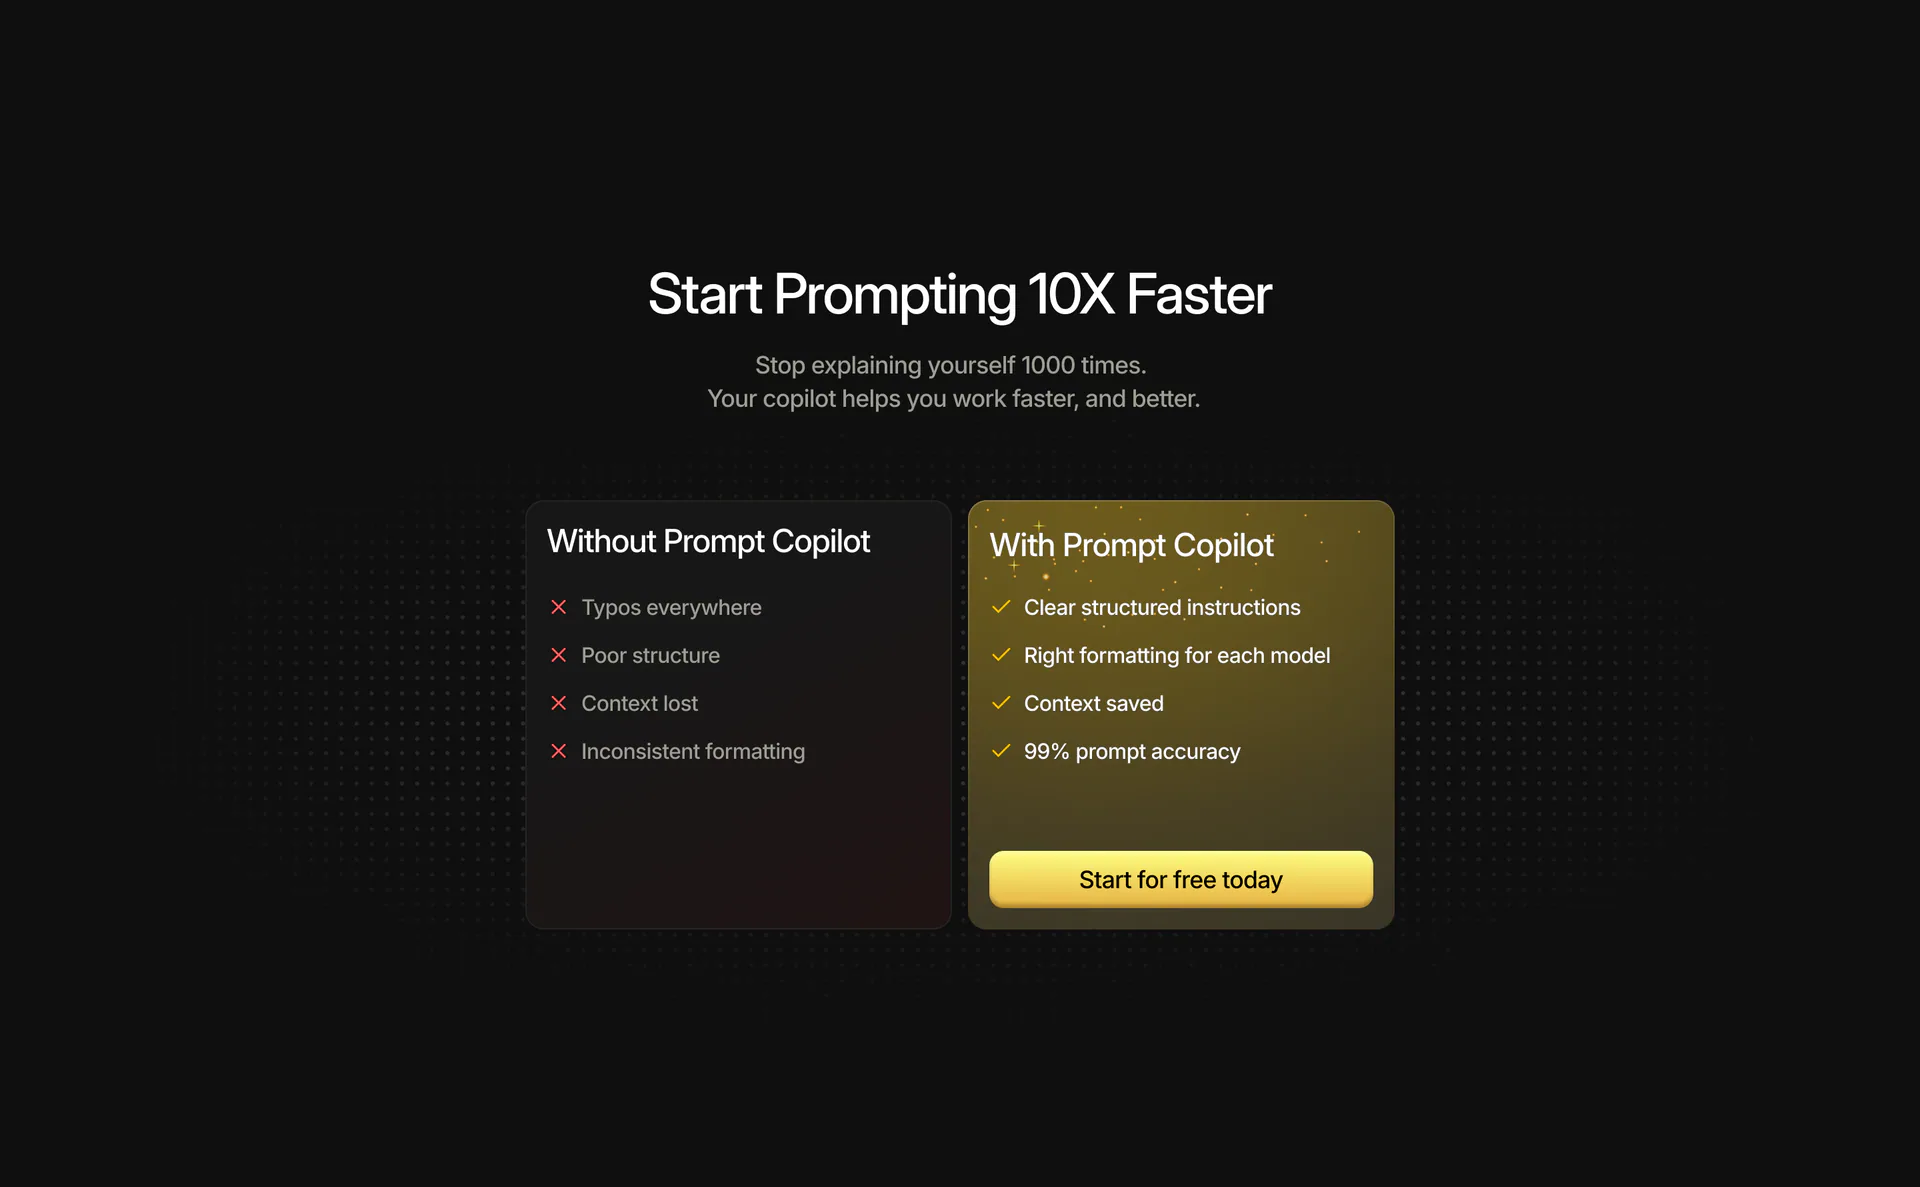 Start Prompting 10X Faster
Stop explaining yourself 1000 times.
Your copilot helps you work faster, and better.
Without Prompt Copilot
Typos everywhere
Poor structure
Context lost
Inconsistent formatting
With Prompt Copilot
Clear structured instructions
Right formatting for each model
Context saved
99% prompt accuracy
Start for free today